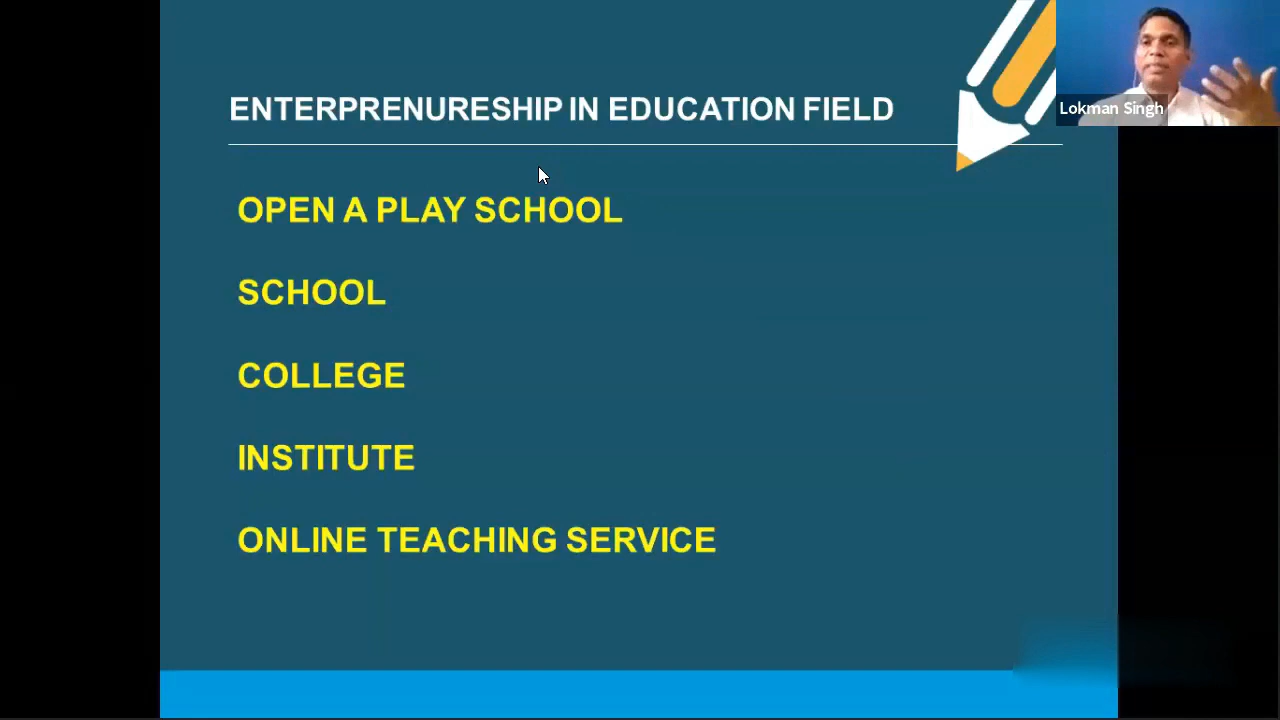 ENTERPRENURESHIP IN EDUCATION FIELD
Lokman Singh
OPEN A PLAY SCHOOL
SCHOOL
COLLEGE
INSTITUTE
ONLINE TEACHING SERVICE